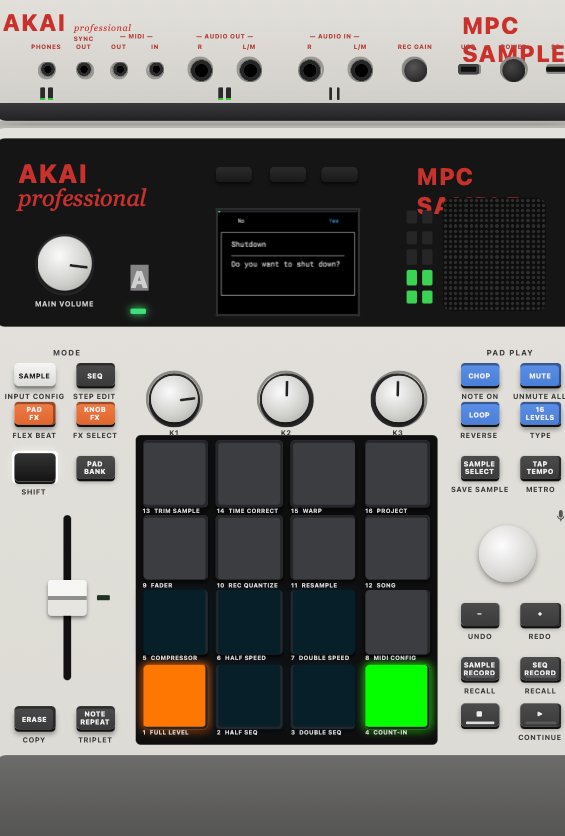 AKAI professional
MPC SAMPLE
SYNC
— MIDI —
— AUDIO OUT —
— AUDIO IN —
PHONES OUT OUT IN R L/M R L/M REC GAIN
AKAI
professional
MPC
No Yes
Shutdown
Do you want to shut down?
A
MAIN VOLUME
MODE
PAD PLAY
SAMPLE SEQ
CHOP MUTE
INPUT CONFIG STEP EDIT
NOTE ON UNMUTE ALL
PAD FX KNOB FX
LOOP 16 LEVELS
FLEX BEAT FX SELECT
K1 K2 K3
REVERSE TYPE
PAD BANK
SAMPLE SELECT TAP TEMPO
SHIFT
SAVE SAMPLE METRO
13 TRIM SAMPLE 14 TIME CORRECT 15 WARP 16 PROJECT
9 FADER 10 REC QUANTIZE 11 RESAMPLE 12 SONG
- +
UNDO REDO
5 COMPRESSOR 6 HALF SPEED 7 DOUBLE SPEED 8 MIDI CONFIG
SAMPLE RECORD SEQ RECORD
RECALL RECALL
ERASE NOTE REPEAT
COPY TRIPLET
1 FULL LEVEL 2 HALF SEQ 3 DOUBLE SEQ 4 COUNT-IN
CONTINUE